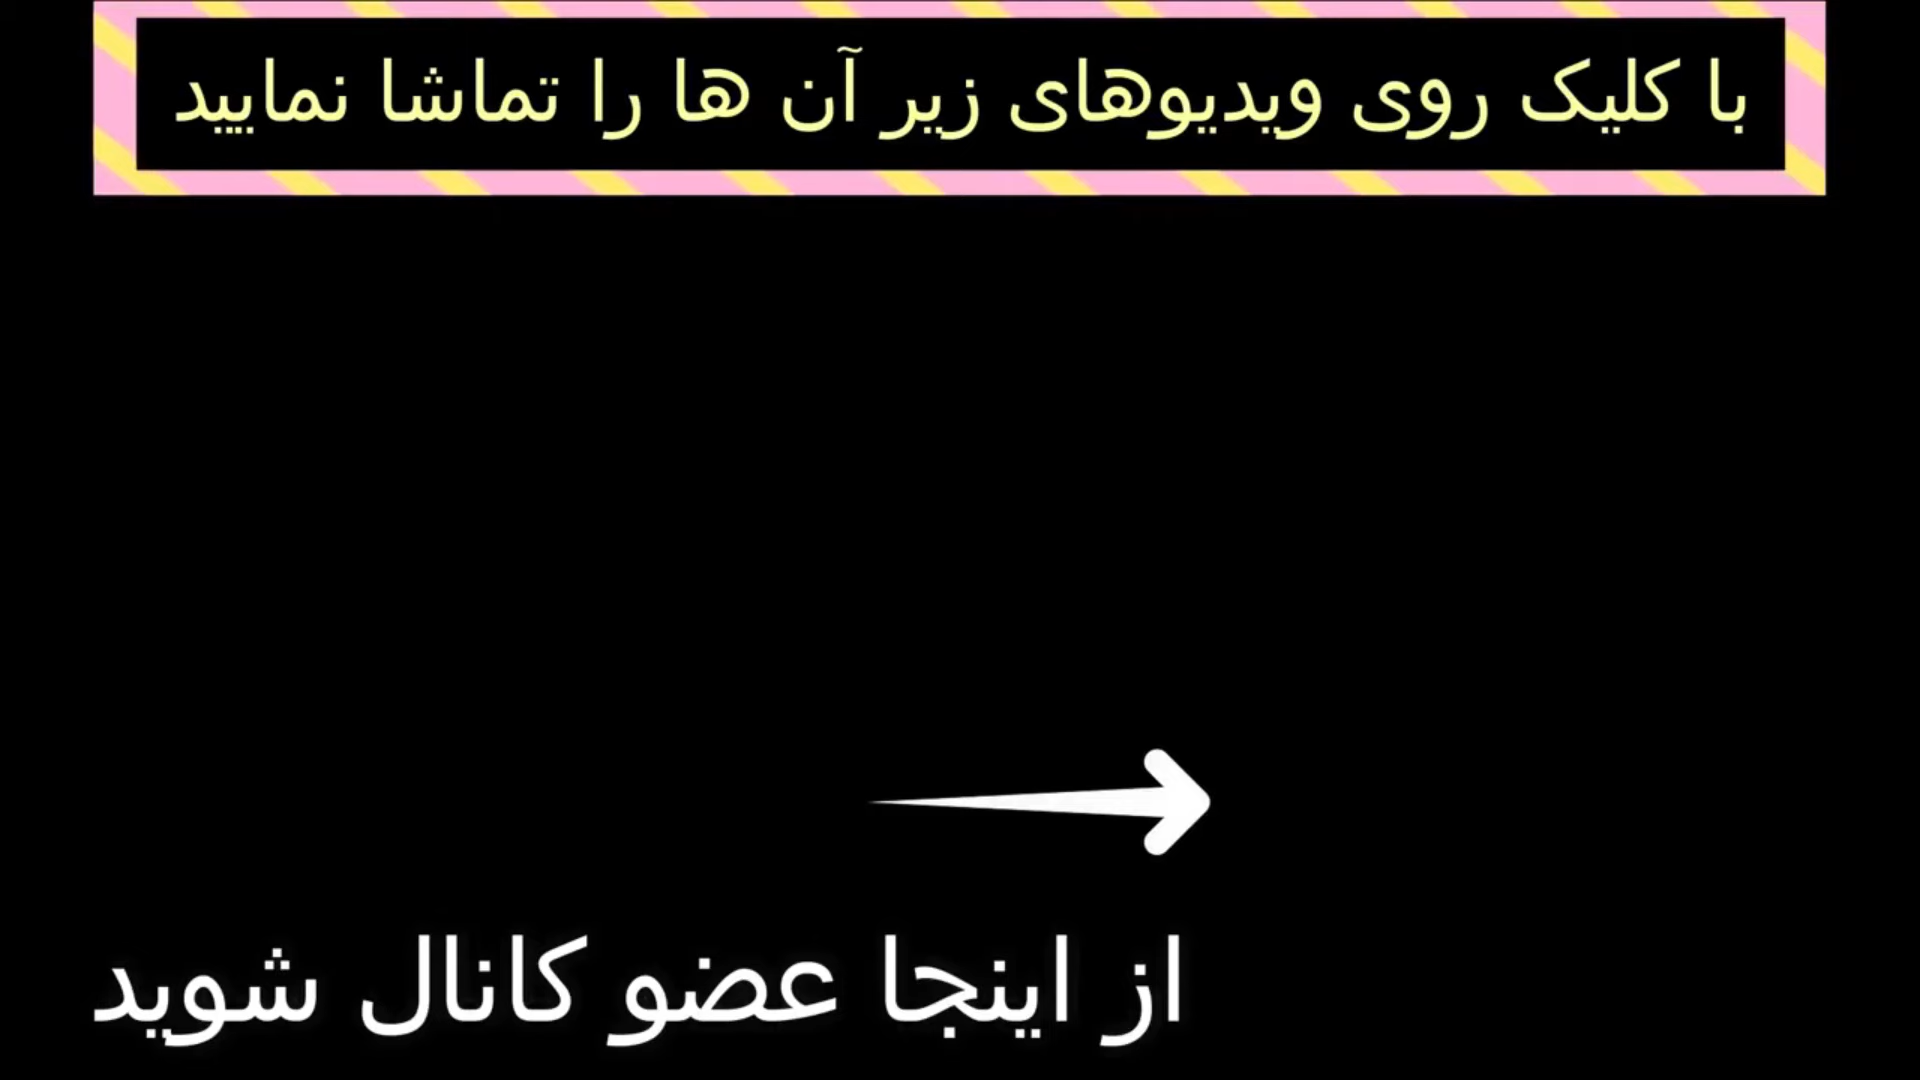 با کلیک روی ویدیوهای زیر آن ها را تماشا نمایید
از اینجا عضو کانال شوید